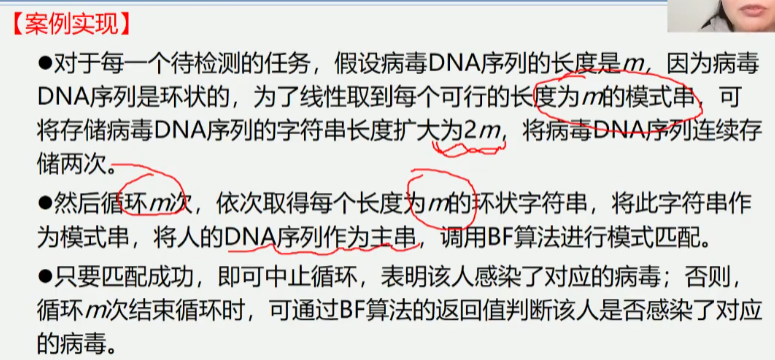 【案例实现】
●对于每一个待检测的任务，假设病毒DNA序列的长度是m，因为病毒
DNA序列是环状的，为了线性取到每个可行的长度为m的模式串，可
将存储病毒DNA序列的字符串长度扩大为2m，将病毒DNA序列连续存
储两次。
●然后循环m次，依次取得每个长度为m的环状字符串，将此字符串作
为模式串，将人的DNA序列作为主串，调用BF算法进行模式匹配。
●只要匹配成功，即可中止循环，表明该人感染了对应的病毒；否则，
循环m次结束循环时，可通过BF算法的返回值判断该人是否感染了对应
的病毒。